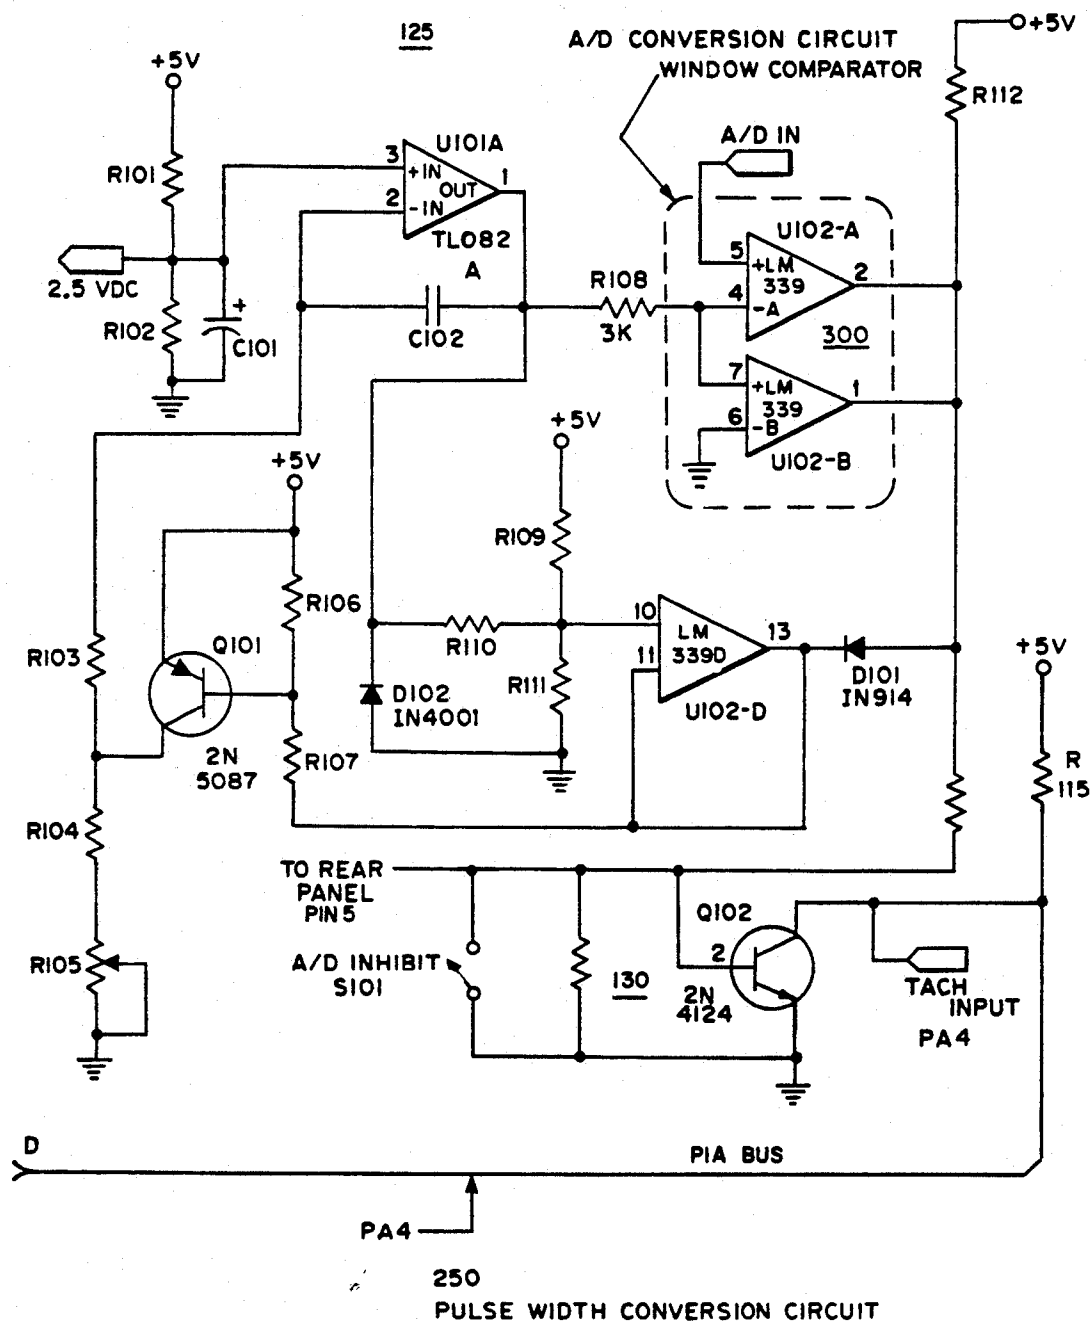 125
A/D CONVERSION CIRCUIT
WINDOW COMPARATOR
+5V
+5V
R112
A/D IN
U101A
R101
3
+IN
OUT
1
2
-IN
TL082
A
2.5 VDC
R102
+
C101
C102
R108
3K
U102-A
5
+LM
339
2
4
-A
300
7
+LM
339
1
6
-B
U102-B
+5V
+5V
R109
R106
R103
Q101
R110
10
LM
339D
13
11
U102-D
D101
IN914
+5V
D102
IN4001
R111
2N
5087
R107
R
115
R104
TO REAR
PANEL
PIN 5
Q102
R105
A/D INHIBIT
S101
130
2
2N
4124
TACH
INPUT
PA4
D
PIA BUS
PA4
250
PULSE WIDTH CONVERSION CIRCUIT